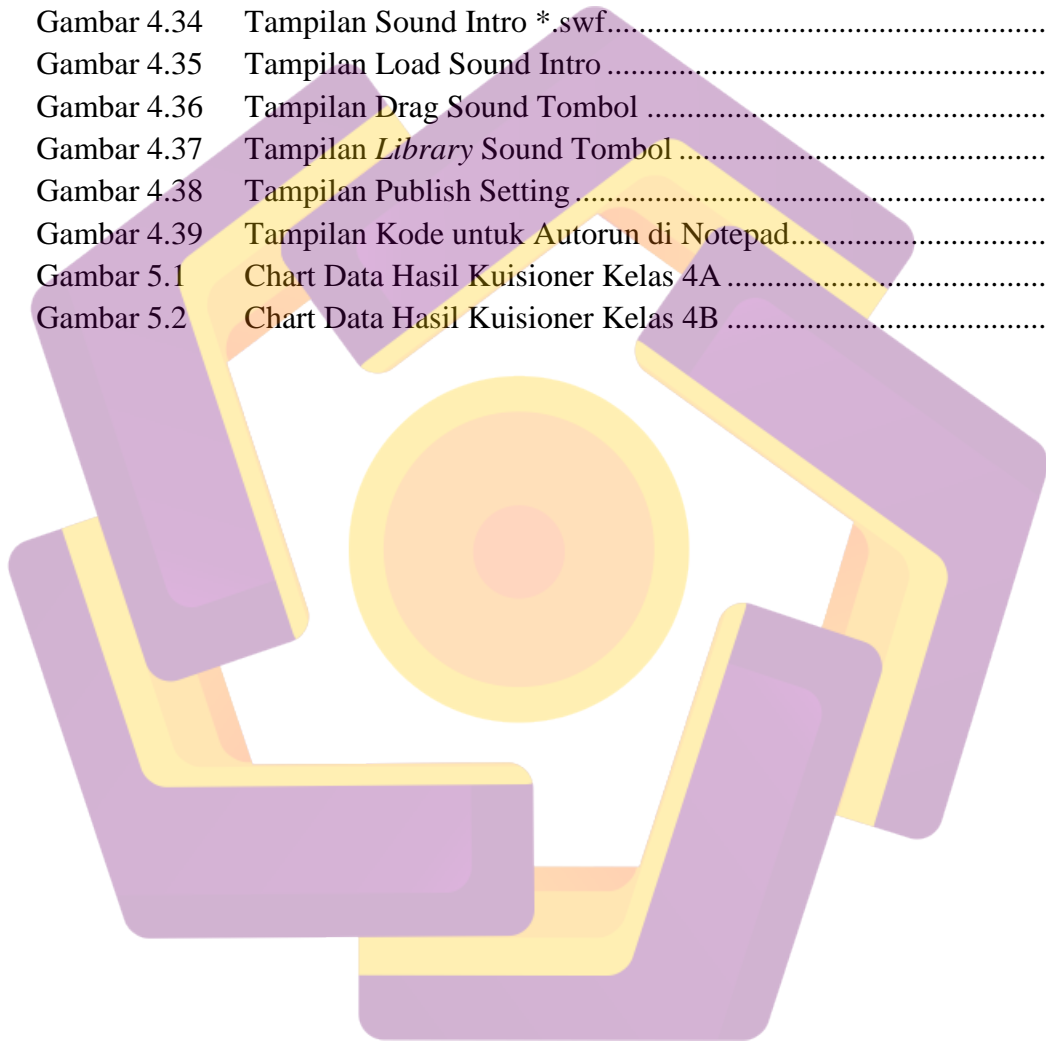 Gambar 4.34 Tampilan Sound Intro *.swf.......................................................
Gambar 4.35 Tampilan Load Sound Intro.......................................................
Gambar 4.36 Tampilan Drag Sound Tombol..................................................
Gambar 4.37 Tampilan Library Sound Tombol..............................................
Gambar 4.38 Tampilan Publish Setting...........................................................
Gambar 4.39 Tampilan Kode untuk Autorun di Notepad................................
Gambar 5.1 Chart Data Hasil Kuisioner Kelas 4A........................................
Gambar 5.2 Chart Data Hasil Kuisioner Kelas 4B........................................